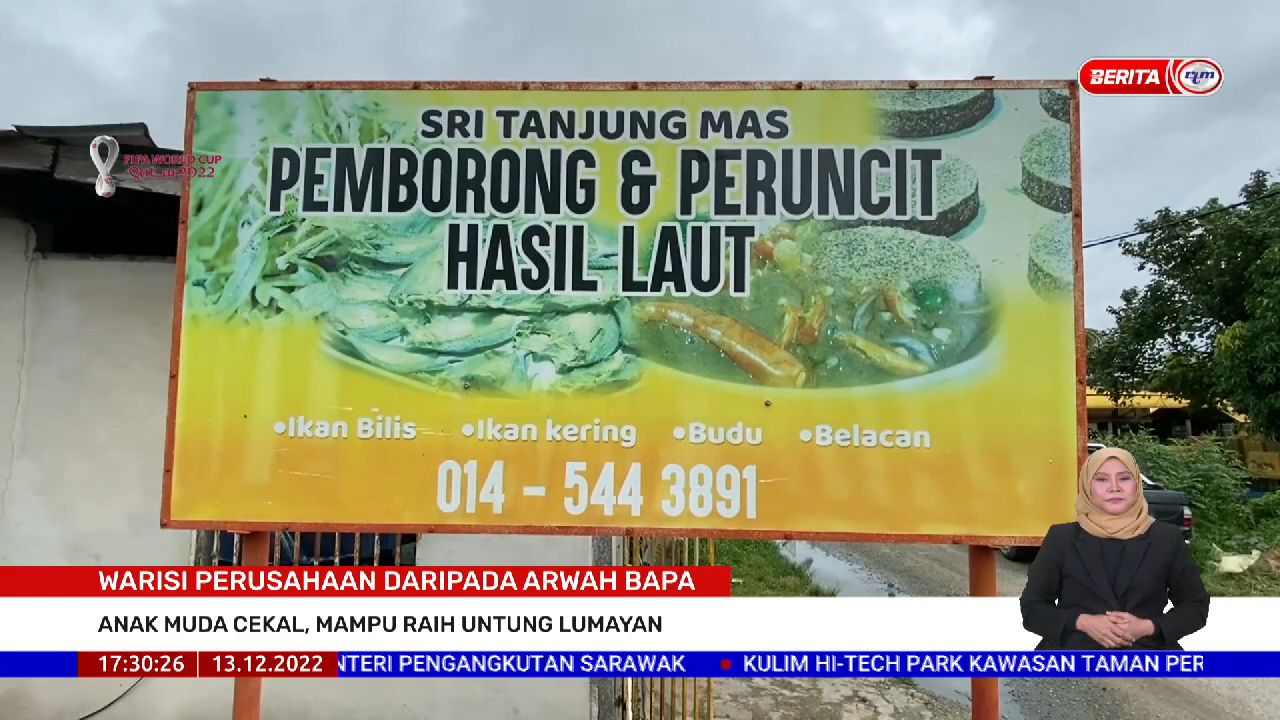 BERITA rtm
FIFA WORLD CUP
Qatar2022
SRI TANJUNG MAS
PEMBORONG & PERUNCIT
HASIL LAUT
•Ikan Bilis •Ikan kering •Budu •Belacan
014 - 544 3891
WARISI PERUSAHAAN DARIPADA ARWAH BAPA
ANAK MUDA CEKAL, MAMPU RAIH UNTUNG LUMAYAN
17:30:26 13.12.2022 NTERI PENGANGKUTAN SARAWAK • KULIM HI-TECH PARK KAWASAN TAMAN PER